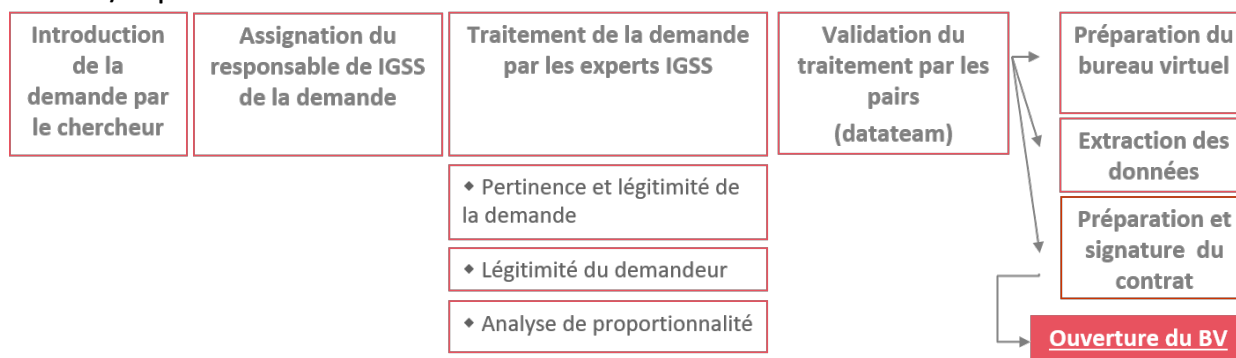 Introduction
de la
demande par
le chercheur
Assignation du
responsable de IGSS
de la demande
Traitement de la demande
par les experts IGSS
◆ Pertinence et légitimité de
la demande
◆ Légitimité du demandeur
◆ Analyse de proportionnalité
Validation du
traitement par les
pairs
(datateam)
Préparation du
bureau virtuel
Extraction des
données
Préparation et
signature du
contrat
Ouverture du BV